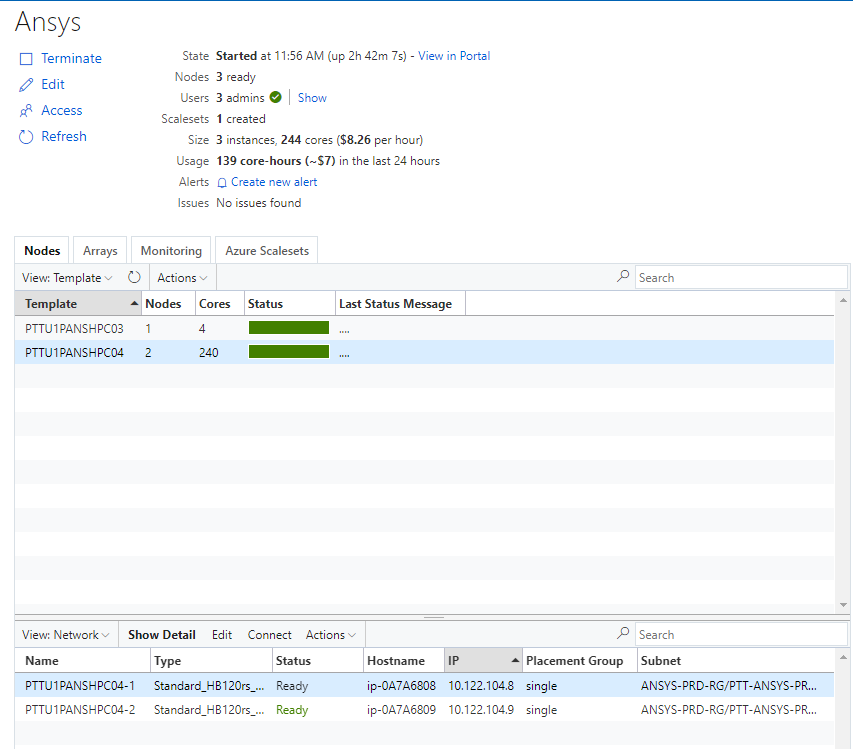 Ansys
Terminate
Edit
Access
Refresh
State Started at 11:56 AM (up 2h 42m 7s) - View in Portal
Nodes 3 ready
Users 3 admins Show
Scalesets 1 created
Size 3 instances, 244 cores ($8.26 per hour)
Usage 139 core-hours (~$7) in the last 24 hours
Alerts Create new alert
Issues No issues found
Nodes Arrays Monitoring Azure Scalesets
View: Template Actions Search
Template Nodes Cores Status Last Status Message
PTTU1PANSHPC03 1 4 ....
PTTU1PANSHPC04 2 240 ....
View: Network Show Detail Edit Connect Actions Search
Name Type Status Hostname IP Placement Group Subnet
PTTU1PANSHPC04-1 Standard_HB120rs_... Ready ip-0A7A6808 10.122.104.8 single ANSYS-PRD-RG/PTT-ANSYS-PR...
PTTU1PANSHPC04-2 Standard_HB120rs_... Ready ip-0A7A6809 10.122.104.9 single ANSYS-PRD-RG/PTT-ANSYS-PR...